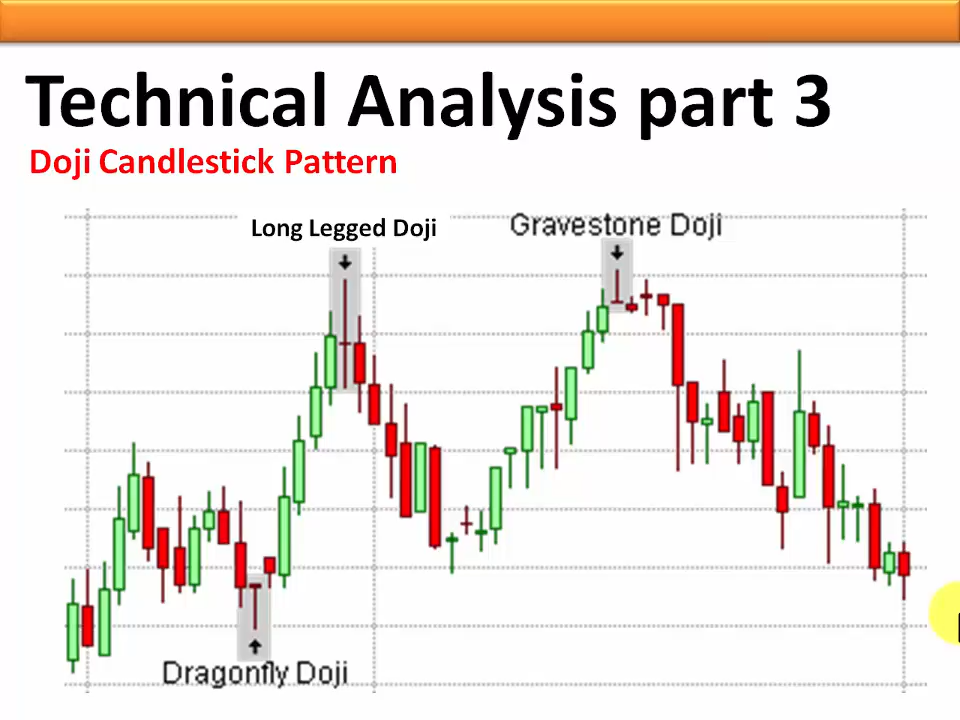 Technical Analysis part 3
Doji Candlestick Pattern
Long Legged Doji
Gravestone Doji
Dragonfly Doji